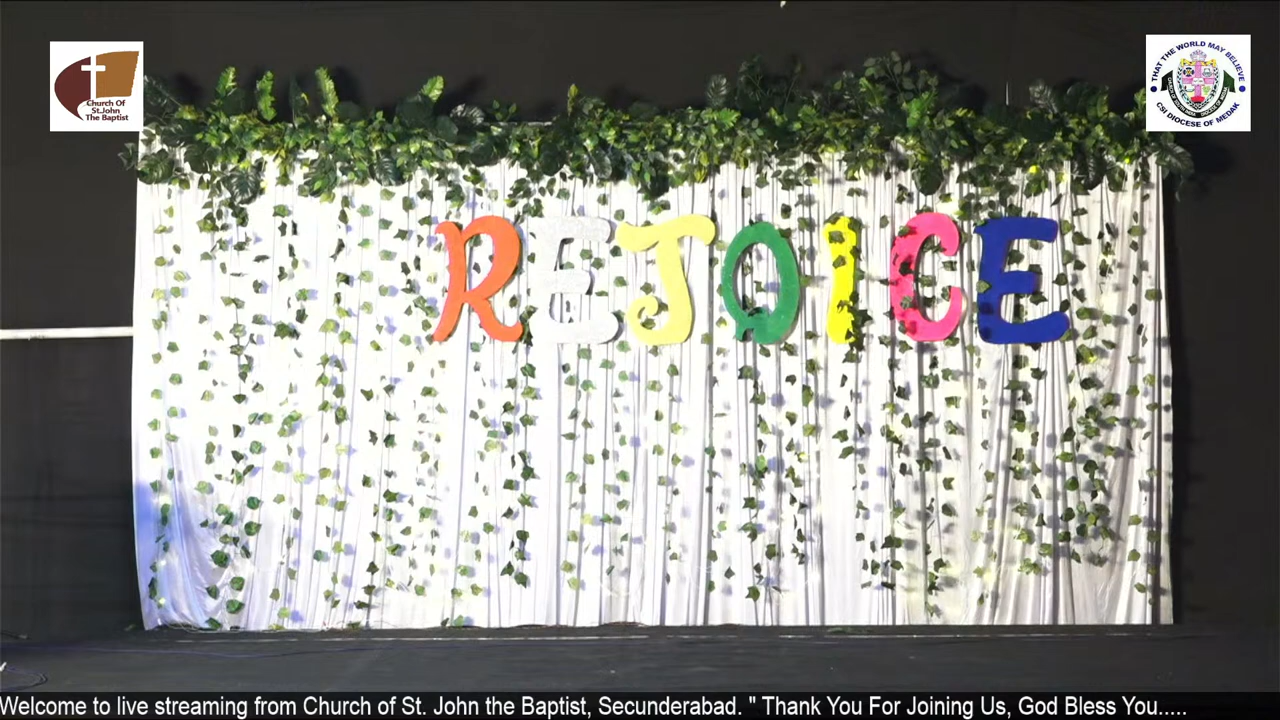 Church Of
St.John
The Baptist
THAT THE WORLD MAY BELIEVE
CSI DIOCESE OF MEDAK
REJOICE
Welcome to live streaming from Church of St. John the Baptist, Secunderabad. " Thank You For Joining Us, God Bless You.....